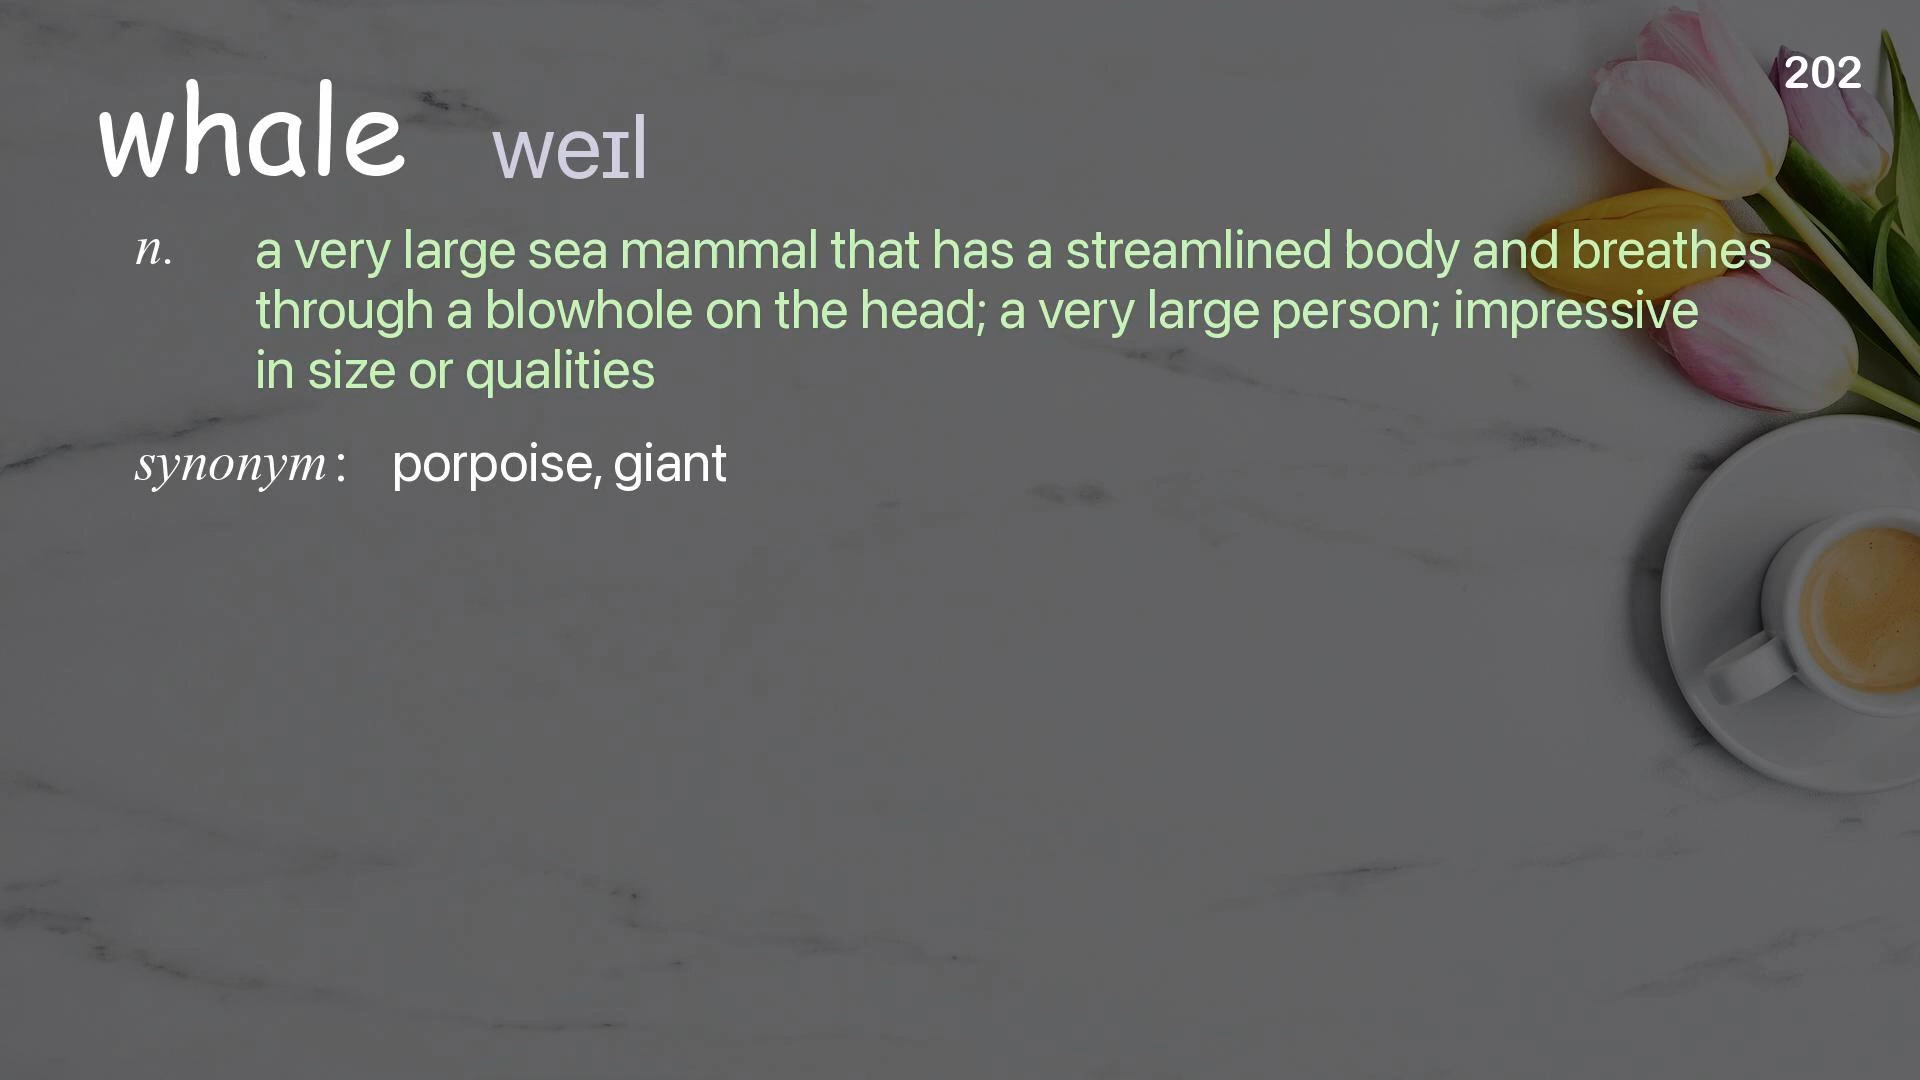 202
whale weɪl
n. a very large sea mammal that has a streamlined body and breathes
through a blowhole on the head; a very large person; impressive
in size or qualities
synonym: porpoise, giant